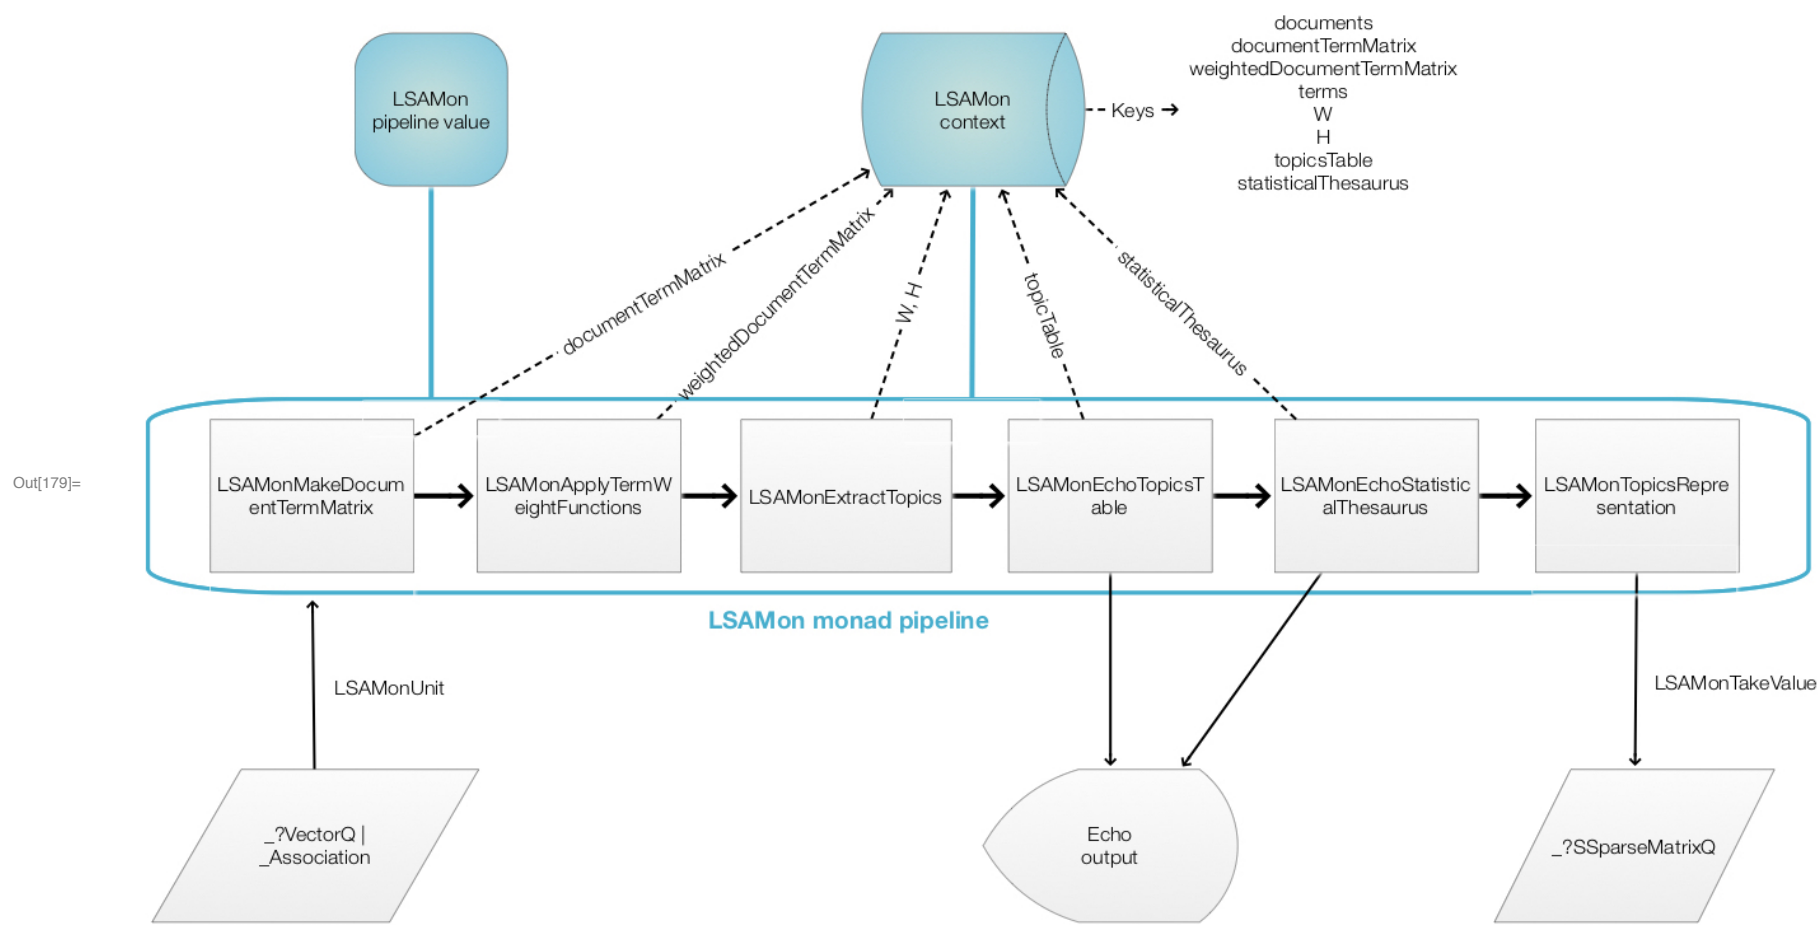 documents
documentTermMatrix
weightedDocumentTermMatrix
terms
W
H
topicsTable
statisticalThesaurus
LSAMon
pipeline value
LSAMon
context
Keys
documentTermMatrix
weightedDocumentTermMatrix
W, H
topicTable
statisticalThesaurus
Out[179]=
LSAMonMakeDocum
entTermMatrix
LSAMonApplyTermW
eightFunctions
LSAMonExtractTopics
LSAMonEchoTopicsT
able
LSAMonEchoStatistic
alThesaurus
LSAMonTopicsRepre
sentation
LSAMon monad pipeline
LSAMonUnit
LSAMonTakeValue
_?VectorQ |
_Association
Echo
output
_?SSparseMatrixQ